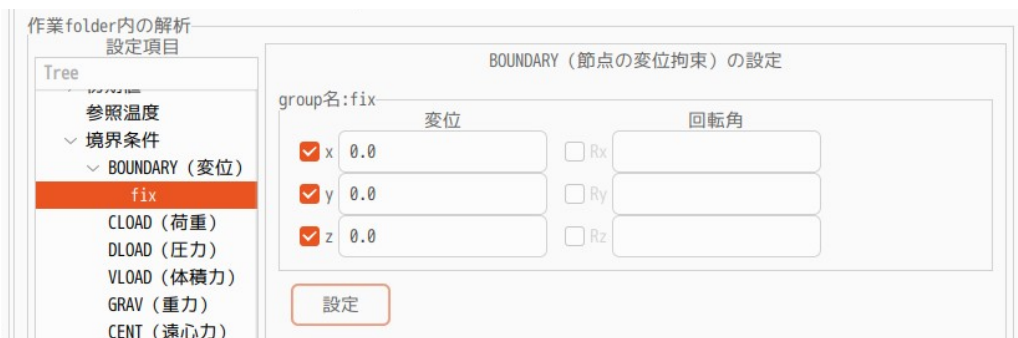 作業folder内の解析
設定項目
Tree
参照温度
境界条件
BOUNDARY (変位)
fix
CLOAD (荷重)
DLOAD (圧力)
VLOAD (体積力)
GRAV (重力)
CENT (遠心力)
BOUNDARY (節点の変位拘束) の設定
group名:fix
変位 回転角
x 0.0 Rx
y 0.0 Ry
z 0.0 Rz
設定